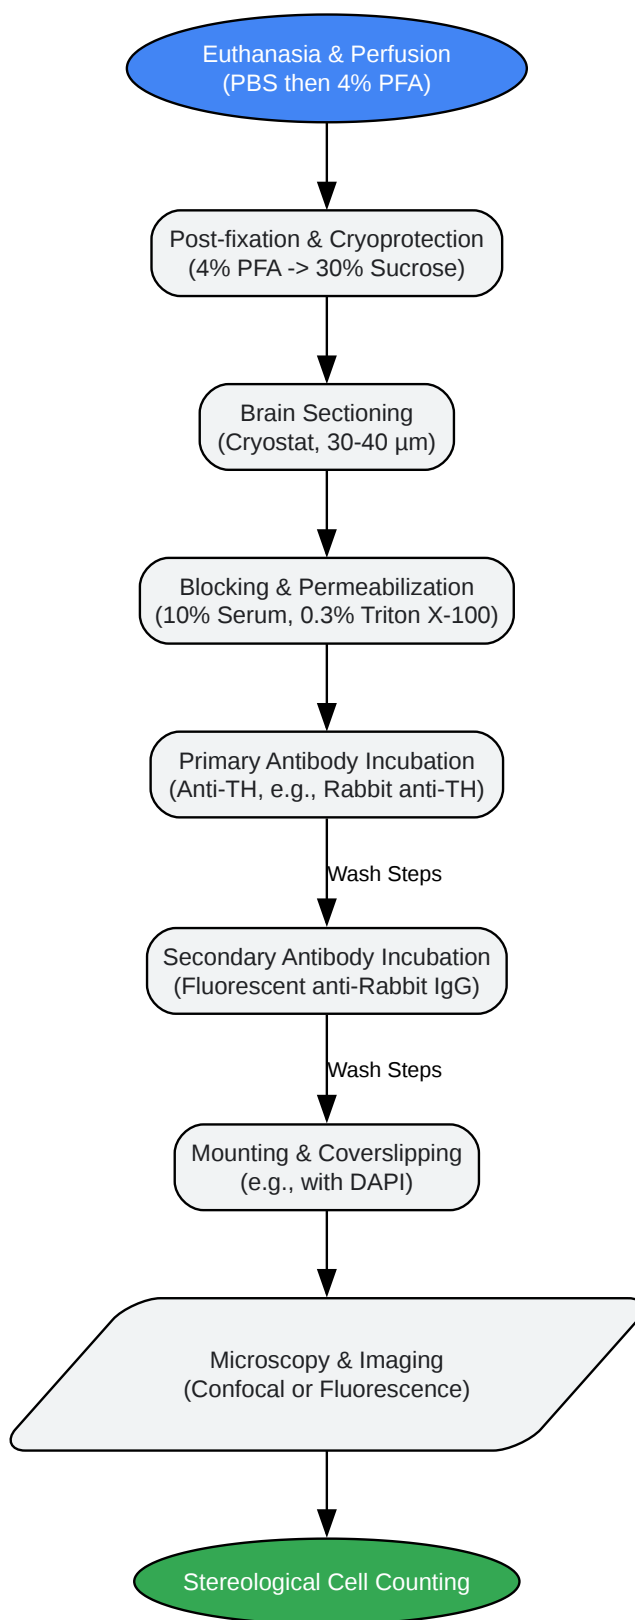 Euthanasia & Perfusion
(PBS then 4% PFA)
Post-fixation & Cryoprotection
(4% PFA -> 30% Sucrose)
Brain Sectioning
(Cryostat, 30-40 µm)
Blocking & Permeabilization
(10% Serum, 0.3% Triton X-100)
Primary Antibody Incubation
(Anti-TH, e.g., Rabbit anti-TH)
Wash Steps
Secondary Antibody Incubation
(Fluorescent anti-Rabbit IgG)
Wash Steps
Mounting & Coverslipping
(e.g., with DAPI)
Microscopy & Imaging
(Confocal or Fluorescence)
Stereological Cell Counting